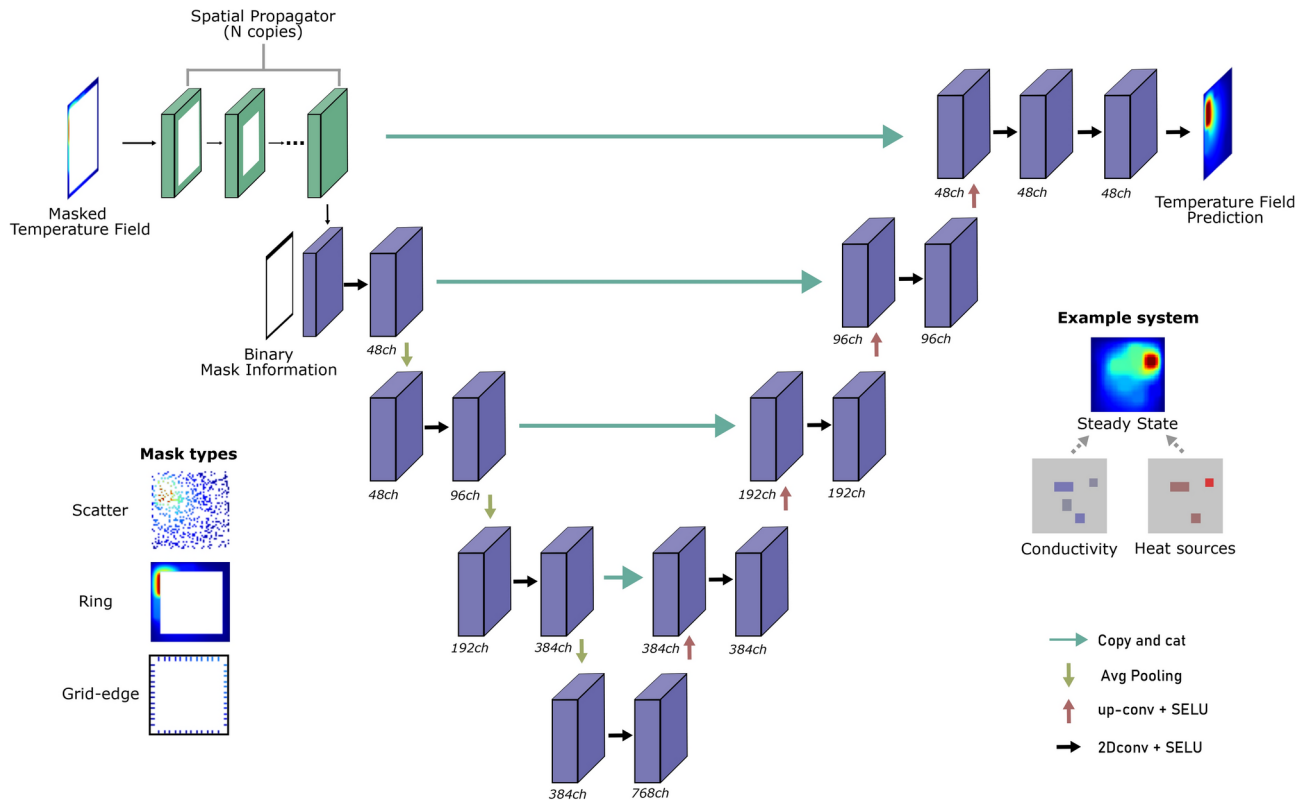 Spatial Propagator
(N copies)
Masked
Temperature Field
48ch
48ch
48ch
Temperature Field
Prediction
Binary
Mask Information
48ch
96ch
96ch
Example system
Steady State
Conductivity
Heat sources
48ch
96ch
192ch
192ch
Mask types
Scatter
Ring
Grid-edge
192ch
384ch
384ch
384ch
384ch
768ch
Copy and cat
Avg Pooling
up-conv + SELU
2Dconv + SELU